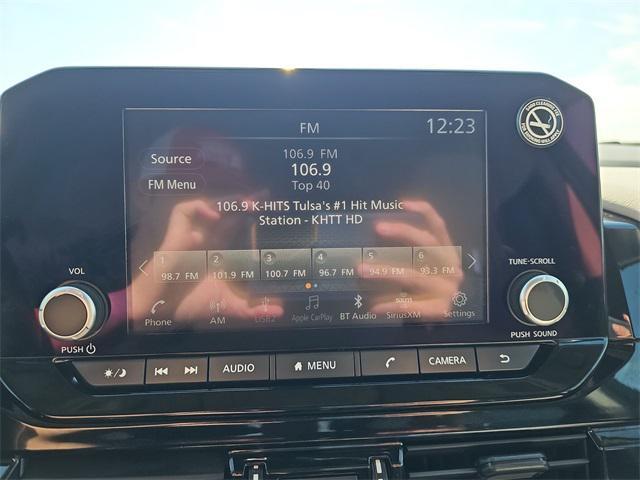 FM
12:23
Source
FM Menu
106.9 FM
106.9
Top 40
106.9 K-HITS Tulsa's #1 Hit Music
Station - KHTT HD
1 2 3 4 5 6
98.7 FM 101.9 FM 100.7 FM 96.7 FM 94.9 FM 93.3 FM
Phone AM USB2 Apple CarPlay BT Audio SiriusXM Settings
VOL
PUSH
TUNE-SCROLL
PUSH SOUND
AUDIO MENU CAMERA